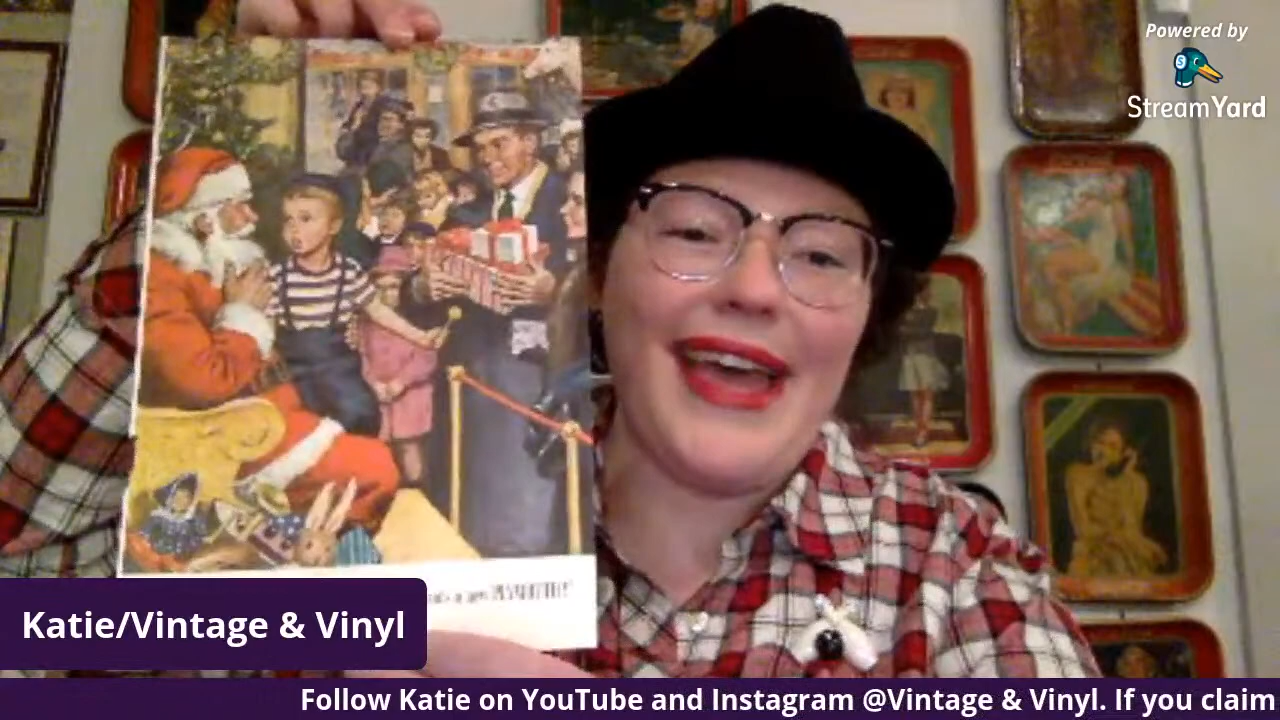 Powered by
StreamYard
Katie/Vintage & Vinyl
Follow Katie on YouTube and Instagram @Vintage & Vinyl. If you claim